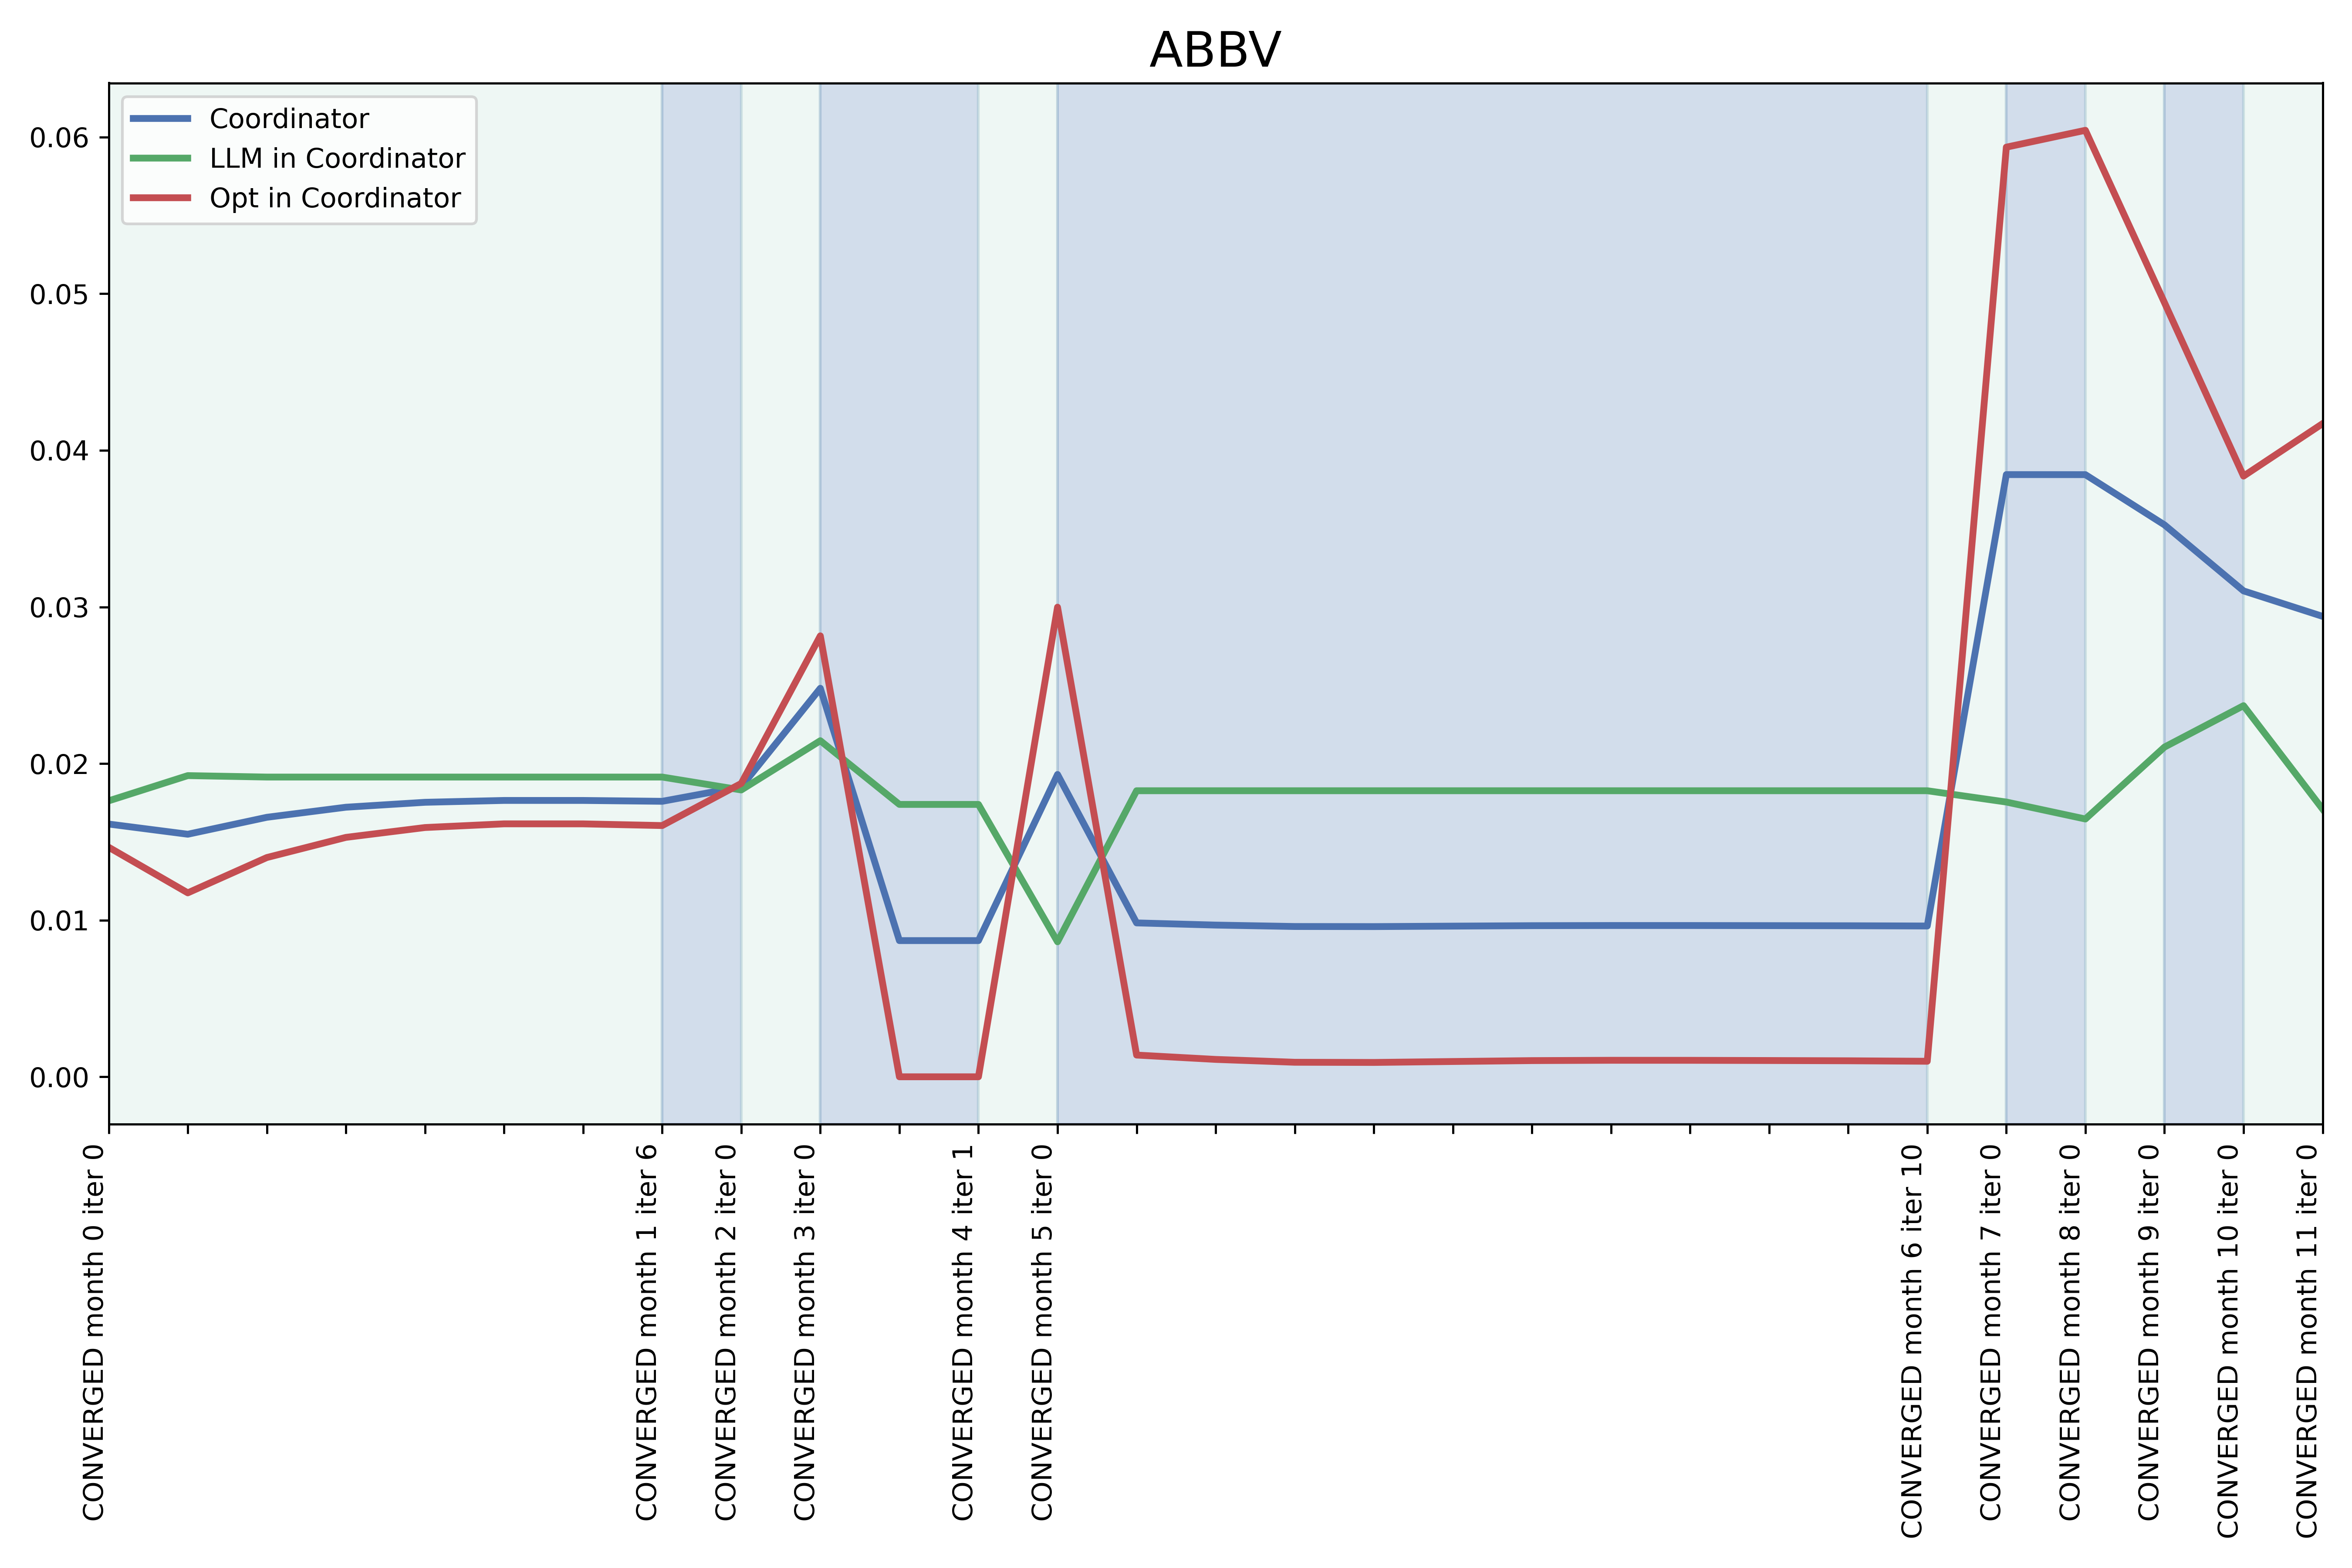 ABBV
Coordinator
LLM in Coordinator
Opt in Coordinator
0.06
0.05
0.04
0.03
0.02
0.01
0.00
CONVERGED month 0 iter 0
CONVERGED month 1 iter 6
CONVERGED month 2 iter 0
CONVERGED month 3 iter 0
CONVERGED month 4 iter 1
CONVERGED month 5 iter 0
CONVERGED month 6 iter 10
CONVERGED month 7 iter 0
CONVERGED month 8 iter 0
CONVERGED month 9 iter 0
CONVERGED month 10 iter 0
CONVERGED month 11 iter 0